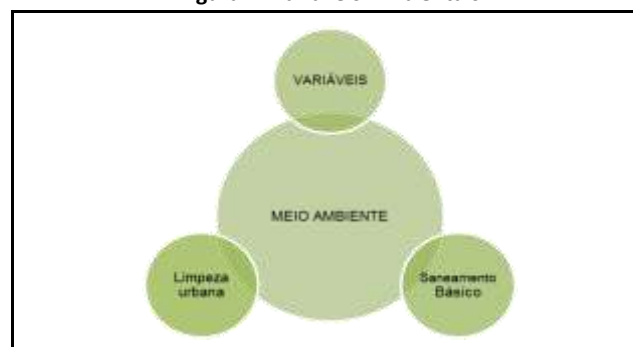 VARIÁVEIS
MEIO AMBIENTE
Limpeza
urbana
Saneamento
Básico